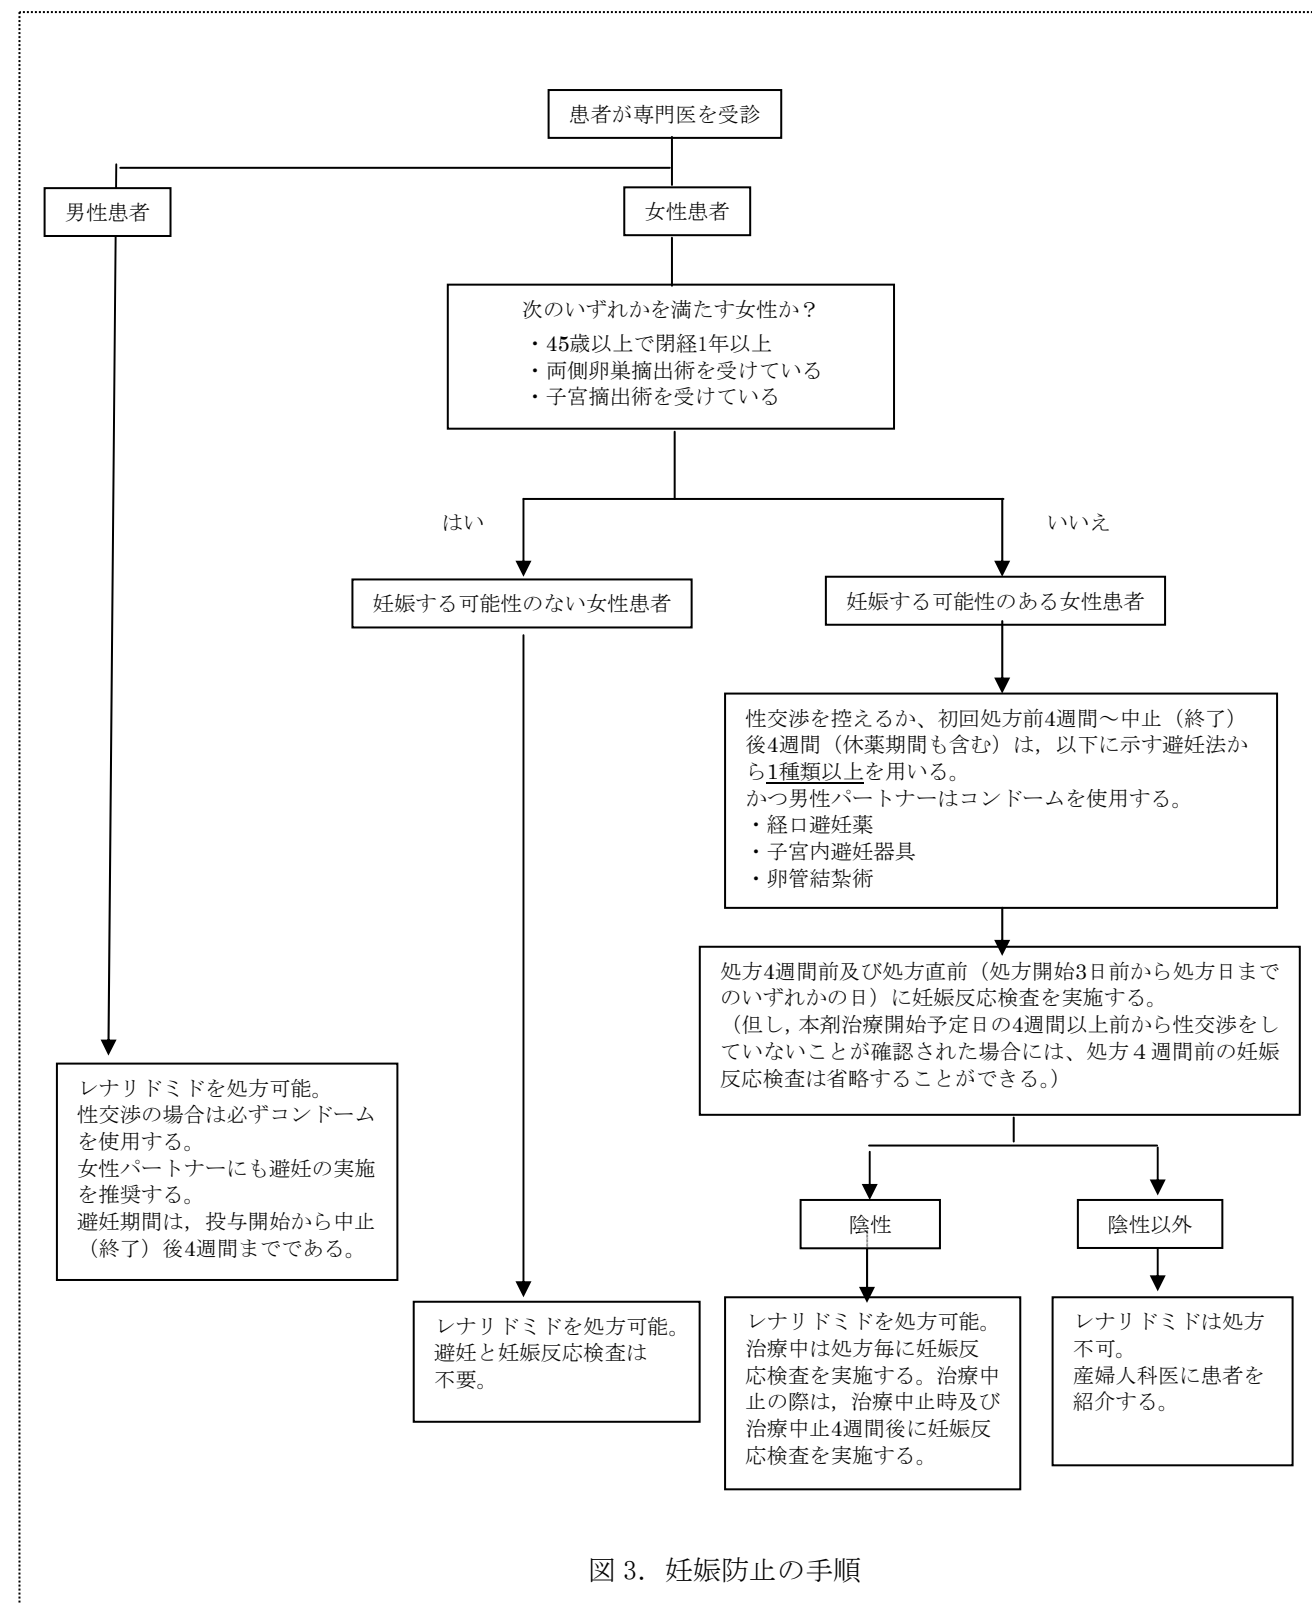 患者が専門医を受診
男性患者
女性患者
次のいずれかを満たす女性か？
・45歳以上で閉経1年以上
・両側卵巣摘出術を受けている
・子宮摘出術を受けている
はい
いいえ
妊娠する可能性のない女性患者
妊娠する可能性のある女性患者
性交渉を控えるか、初回処方前4週間～中止（終了）
後4週間（休薬期間も含む）は，以下に示す避妊法か
ら1種類以上を用いる。
かつ男性パートナーはコンドームを使用する。
・経口避妊薬
・子宮内避妊器具
・卵管結紮術
処方4週間前及び処方直前（処方開始3日前から処方日まで
のいずれかの日）に妊娠反応検査を実施する。
（但し，本剤治療開始予定日の4週間以上前から性交渉をし
ていないことが確認された場合には、処方４週間前の妊娠
反応検査は省略することができる。）
レナリドミドを処方可能。
性交渉の場合は必ずコンドーム
を使用する。
女性パートナーにも避妊の実施
を推奨する。
避妊期間は，投与開始から中止
（終了）後4週間までである。
陰性
陰性以外
レナリドミドを処方可能。
避妊と妊娠反応検査は
不要。
レナリドミドを処方可能。
治療中は処方毎に妊娠反
応検査を実施する。治療中
止の際は，治療中止時及び
治療中止4週間後に妊娠反
応検査を実施する。
レナリドミドは処方
不可。
産婦人科医に患者を
紹介する。
図 3．妊娠防止の手順